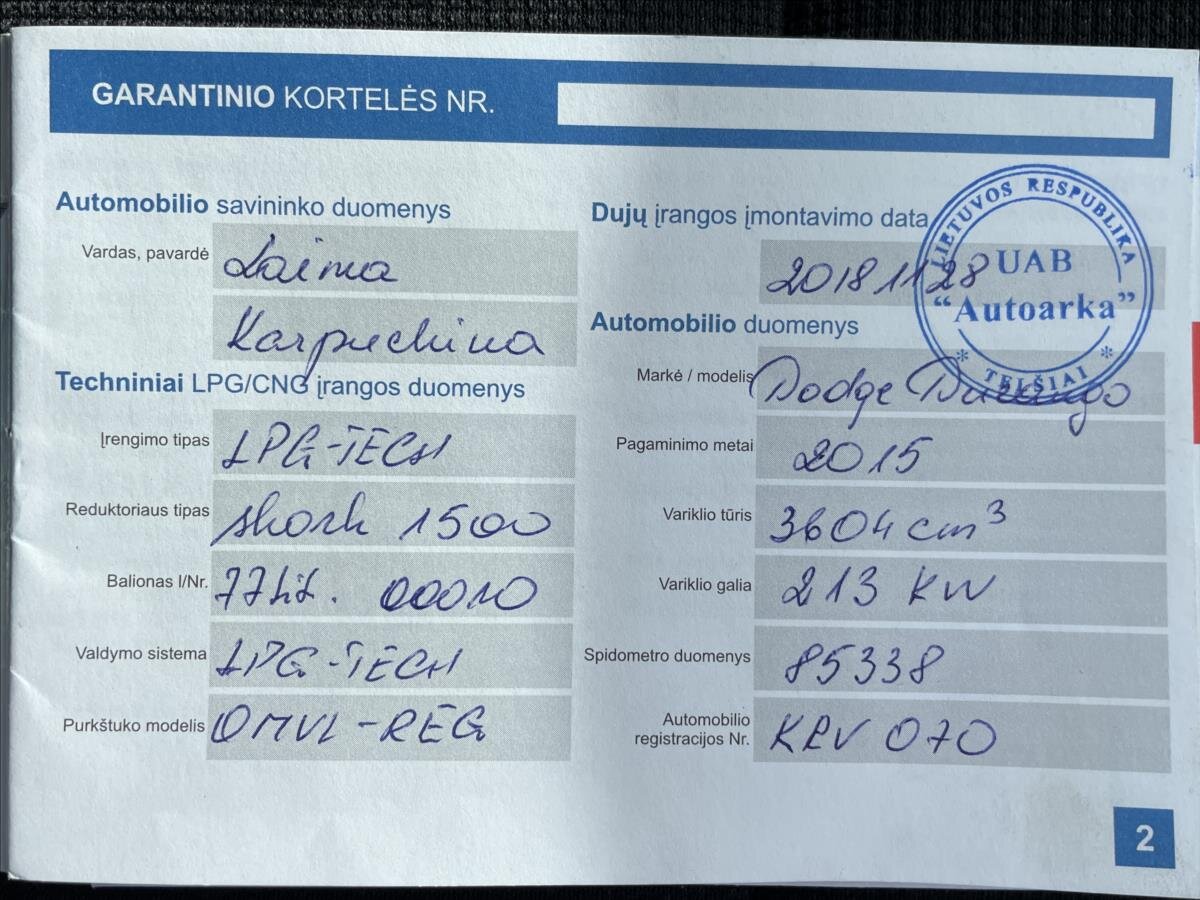 GARANTINIO KORTELĖS NR.
Automobilio savininko duomenys
Vardas, pavardė Laima
Karpuchina
Techniniai LPG/CNG įrangos duomenys
Įrengimo tipas LPG-TECH
Reduktoriaus tipas shark 1500
Balionas l/Nr. 77 lit. 00010
Valdymo sistema LPG-TECH
Purkštuko modelis OMVL-REG
Dujų įrangos įmontavimo data
2018 11 28
LIETUVOS RESPUBLIKA
UAB
"Autoarka"
* TELŠIAI *
Automobilio duomenys
Markė / modelis Dodge Durango
Pagaminimo metai 2015
Variklio tūris 3604 cm³
Variklio galia 213 KW
Spidometro duomenys 85338
Automobilio
registracijos Nr. KRV 070
2